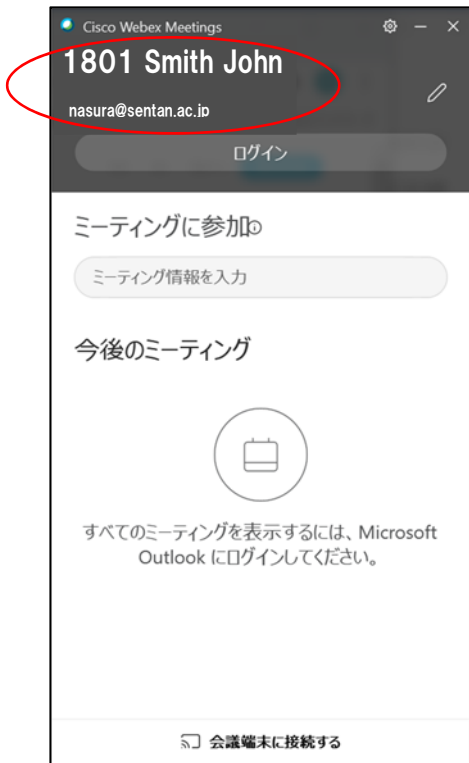 Cisco Webex Meetings
1801 Smith John
nasura@sentan.ac.jp
ログイン
ミーティングに参加
ミーティング情報を入力
今後のミーティング
すべてのミーティングを表示するには、Microsoft
Outlook にログインしてください。
会議端末に接続する